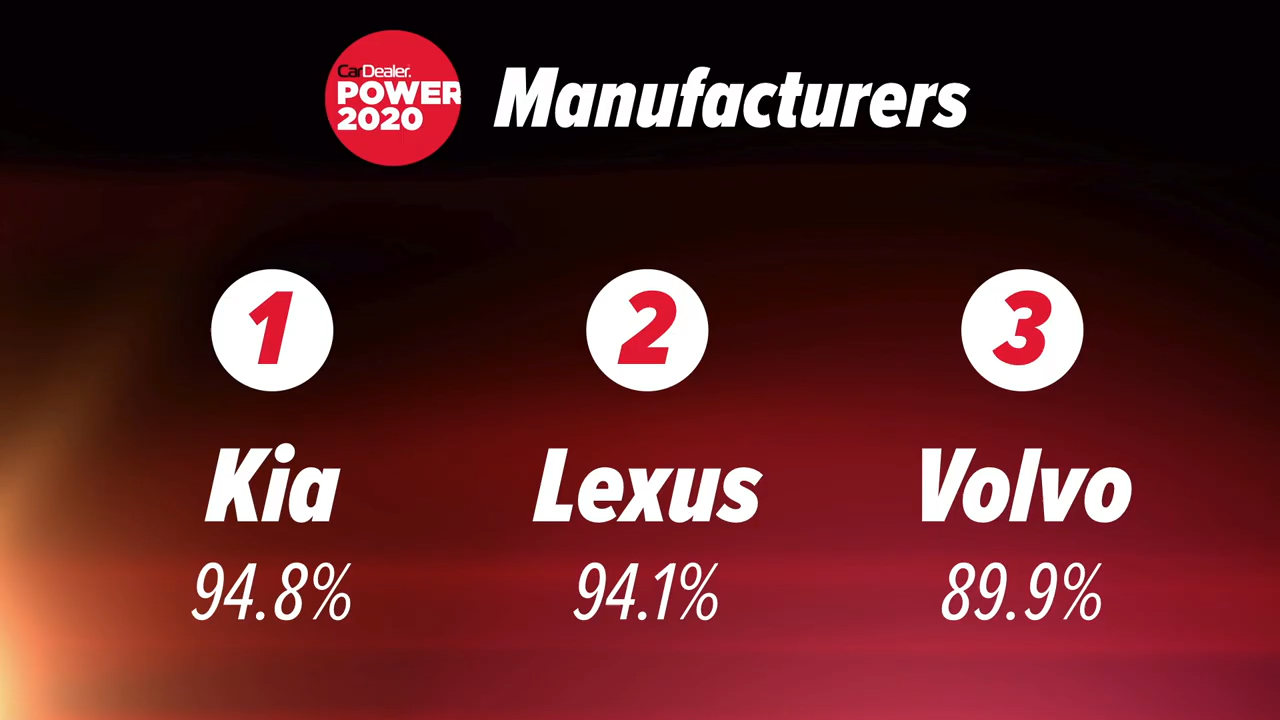 CarDealer.
POWER
2020
Manufacturers
1
2
3
Kia
Lexus
Volvo
94.8%
94.1%
89.9%